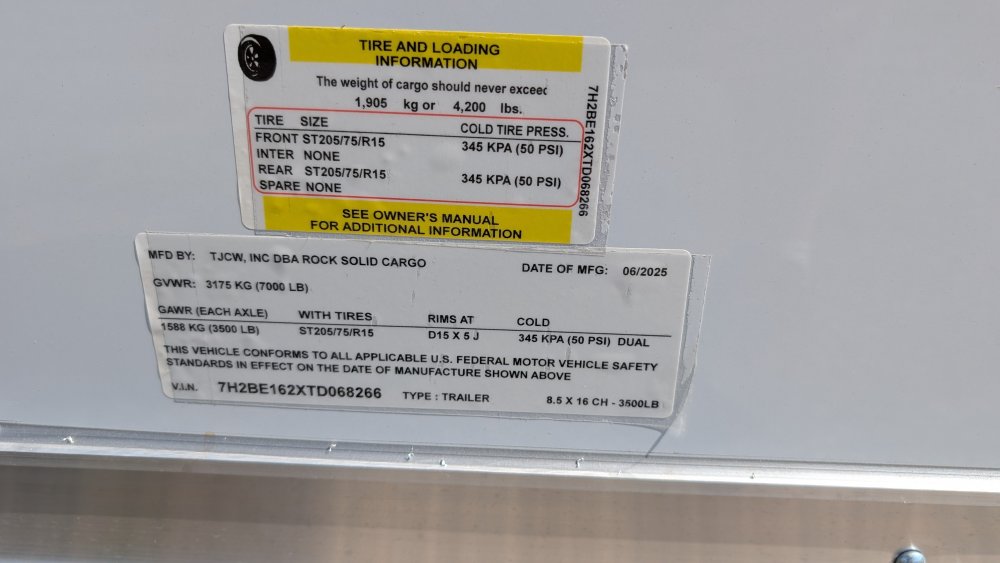 TIRE AND LOADING
INFORMATION
The weight of cargo should never exceed
1,905 kg or 4,200 lbs.
TIRE SIZE COLD TIRE PRESS.
FRONT ST205/75/R15 345 KPA (50 PSI)
INTER NONE
REAR ST205/75/R15 345 KPA (50 PSI)
SPARE NONE
SEE OWNER'S MANUAL
FOR ADDITIONAL INFORMATION
7H2BE162XTD068266
MFD BY: TJCW, INC DBA ROCK SOLID CARGO DATE OF MFG: 06/2025
GVWR: 3175 KG (7000 LB)
GAWR (EACH AXLE) WITH TIRES RIMS AT COLD
1588 KG (3500 LB) ST205/75/R15 D15 X 5 J 345 KPA (50 PSI) DUAL
THIS VEHICLE CONFORMS TO ALL APPLICABLE U.S. FEDERAL MOTOR VEHICLE SAFETY
STANDARDS IN EFFECT ON THE DATE OF MANUFACTURE SHOWN ABOVE
V.I.N. 7H2BE162XTD068266 TYPE : TRAILER 8.5 X 16 CH - 3500LB